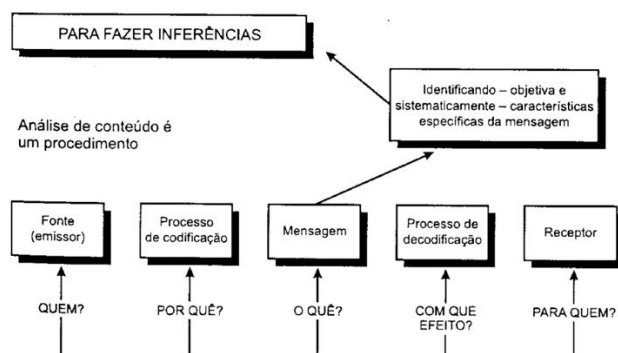 PARA FAZER INFERÊNCIAS
Identificando – objetiva e
sistematicamente – características
específicas da mensagem
Análise de conteúdo é
um procedimento
Fonte
(emissor)
Processo
de codificação
Mensagem
Processo de
decodificação
Receptor
QUEM?
POR QUÊ?
O QUÊ?
COM QUE
EFEITO?
PARA QUEM?